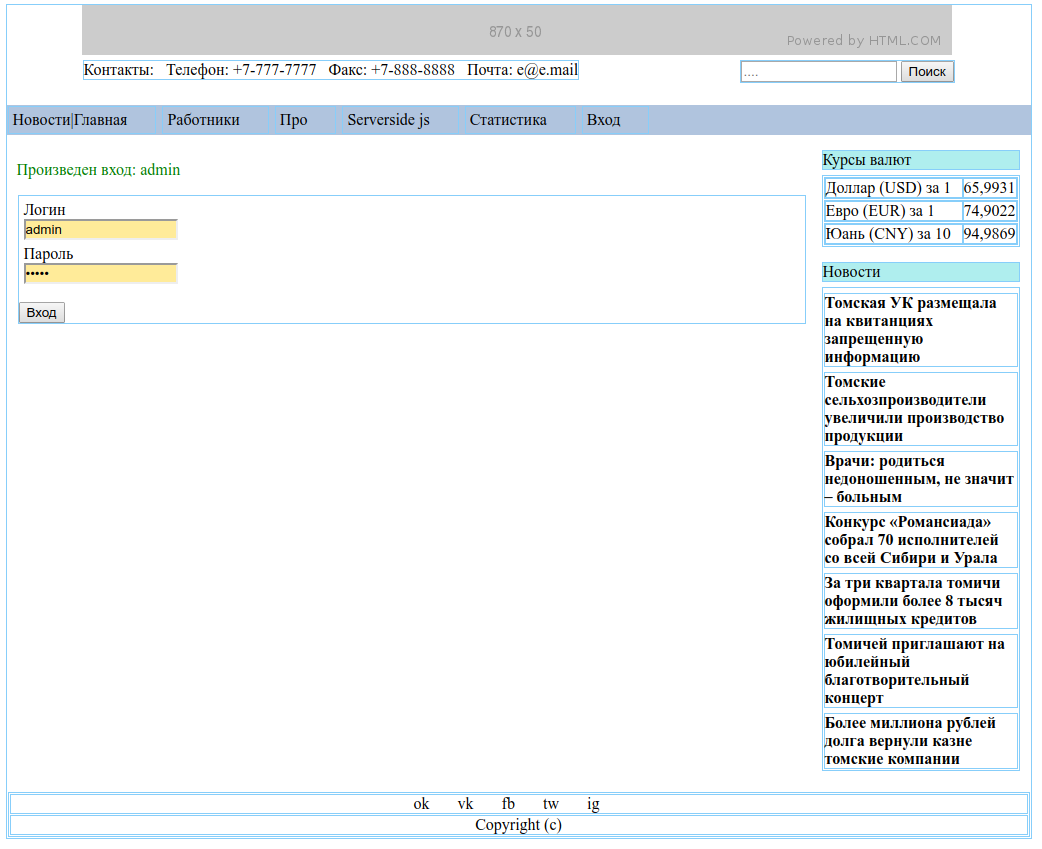 870 x 50
Powered by HTML.COM
Контакты: Телефон: +7-777-7777 Факс: +7-888-8888 Почта: e@e.mail
.... Поиск
Новости|Главная Работники Про Serverside js Статистика Вход
Произведен вход: admin
Логин
admin
Пароль
•••••
Вход
Курсы валют
Доллар (USD) за 1 65,9931
Евро (EUR) за 1 74,9022
Юань (CNY) за 10 94,9869
Новости
Томская УК размещала
на квитанциях
запрещенную
информацию
Томские
сельхозпроизводители
увеличили производство
продукции
Врачи: родиться
недоношенным, не значит
– больным
Конкурс «Романсиада»
собрал 70 исполнителей
со всей Сибири и Урала
За три квартала томичи
оформили более 8 тысяч
жилищных кредитов
Томичей приглашают на
юбилейный
благотворительный
концерт
Более миллиона рублей
долга вернули казне
томские компании
ok vk fb tw ig
Copyright (c)